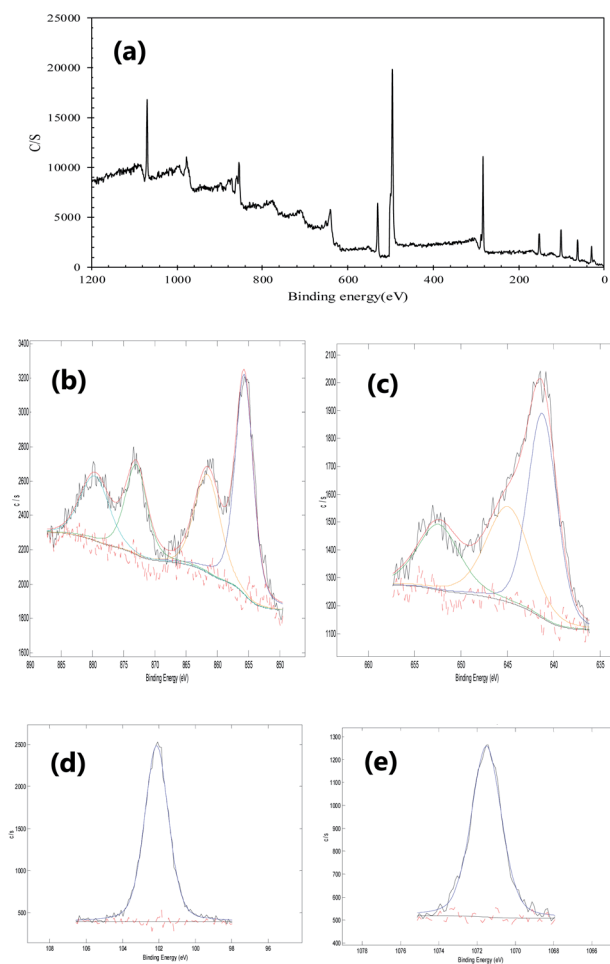 (a)
25000
20000
15000
10000
5000
0
C/S
1200 1000 800 600 400 200 0
Binding energy(eV)
(b)
3400
3200
3000
2800
2600
2400
2200
2000
1800
1600
c / s
890 885 880 875 870 865 860 855 850
Binding Energy (eV)
(c)
2000
1900
1800
1700
1600
1500
1400
1300
1200
1100
c / s
660 655 650 645 640 635
Binding Energy (eV)
(d)
2500
2000
1500
1000
500
c / s
108 106 104 102 100 98 96
Binding Energy (eV)
(e)
1300
1200
1100
1000
900
800
700
600
500
400
c / s
1078 1076 1074 1072 1070 1068 1066
Binding Energy (eV)